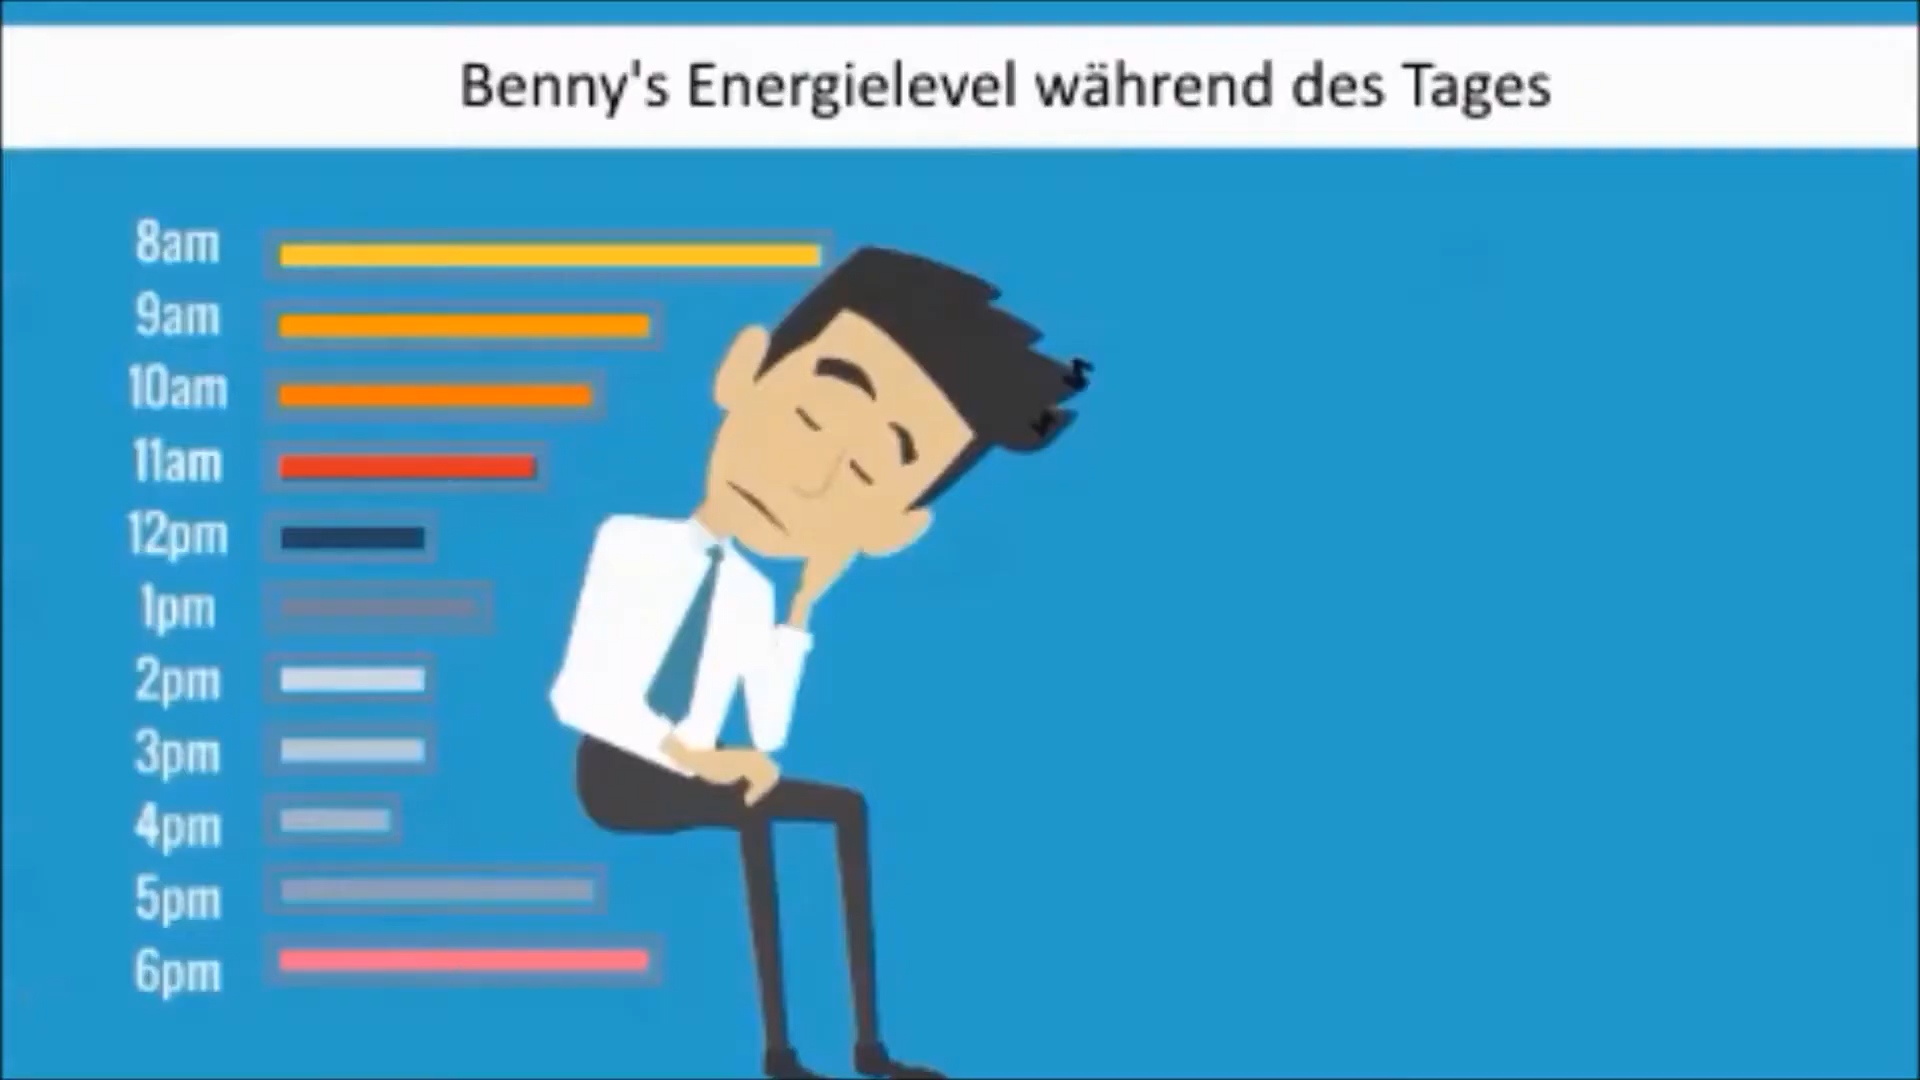 Benny's Energielevel während des Tages
8am
9am
10am
11am
12pm
1pm
2pm
3pm
4pm
5pm
6pm